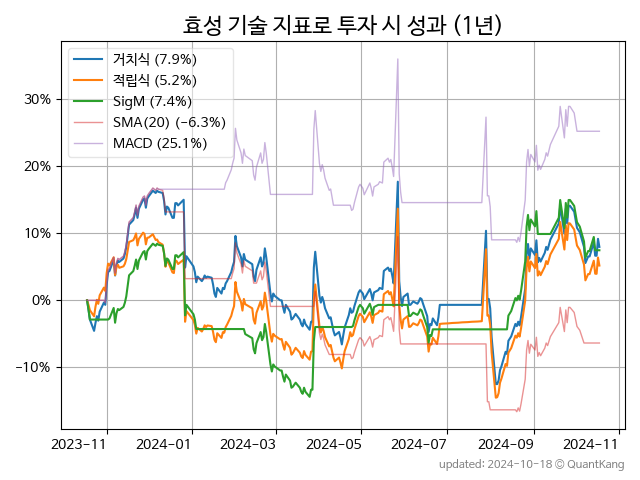 효성 기술 지표로 투자 시 성과 (1년)
거치식 (7.9%)
적립식 (5.2%)
SigM (7.4%)
SMA(20) (−6.3%)
MACD (25.1%)
30%
20%
10%
0%
−10%
2023-11
2024-01
2024-03
2024-05
2024-07
2024-09
2024-11
updated: 2024-10-18 © QuantKang